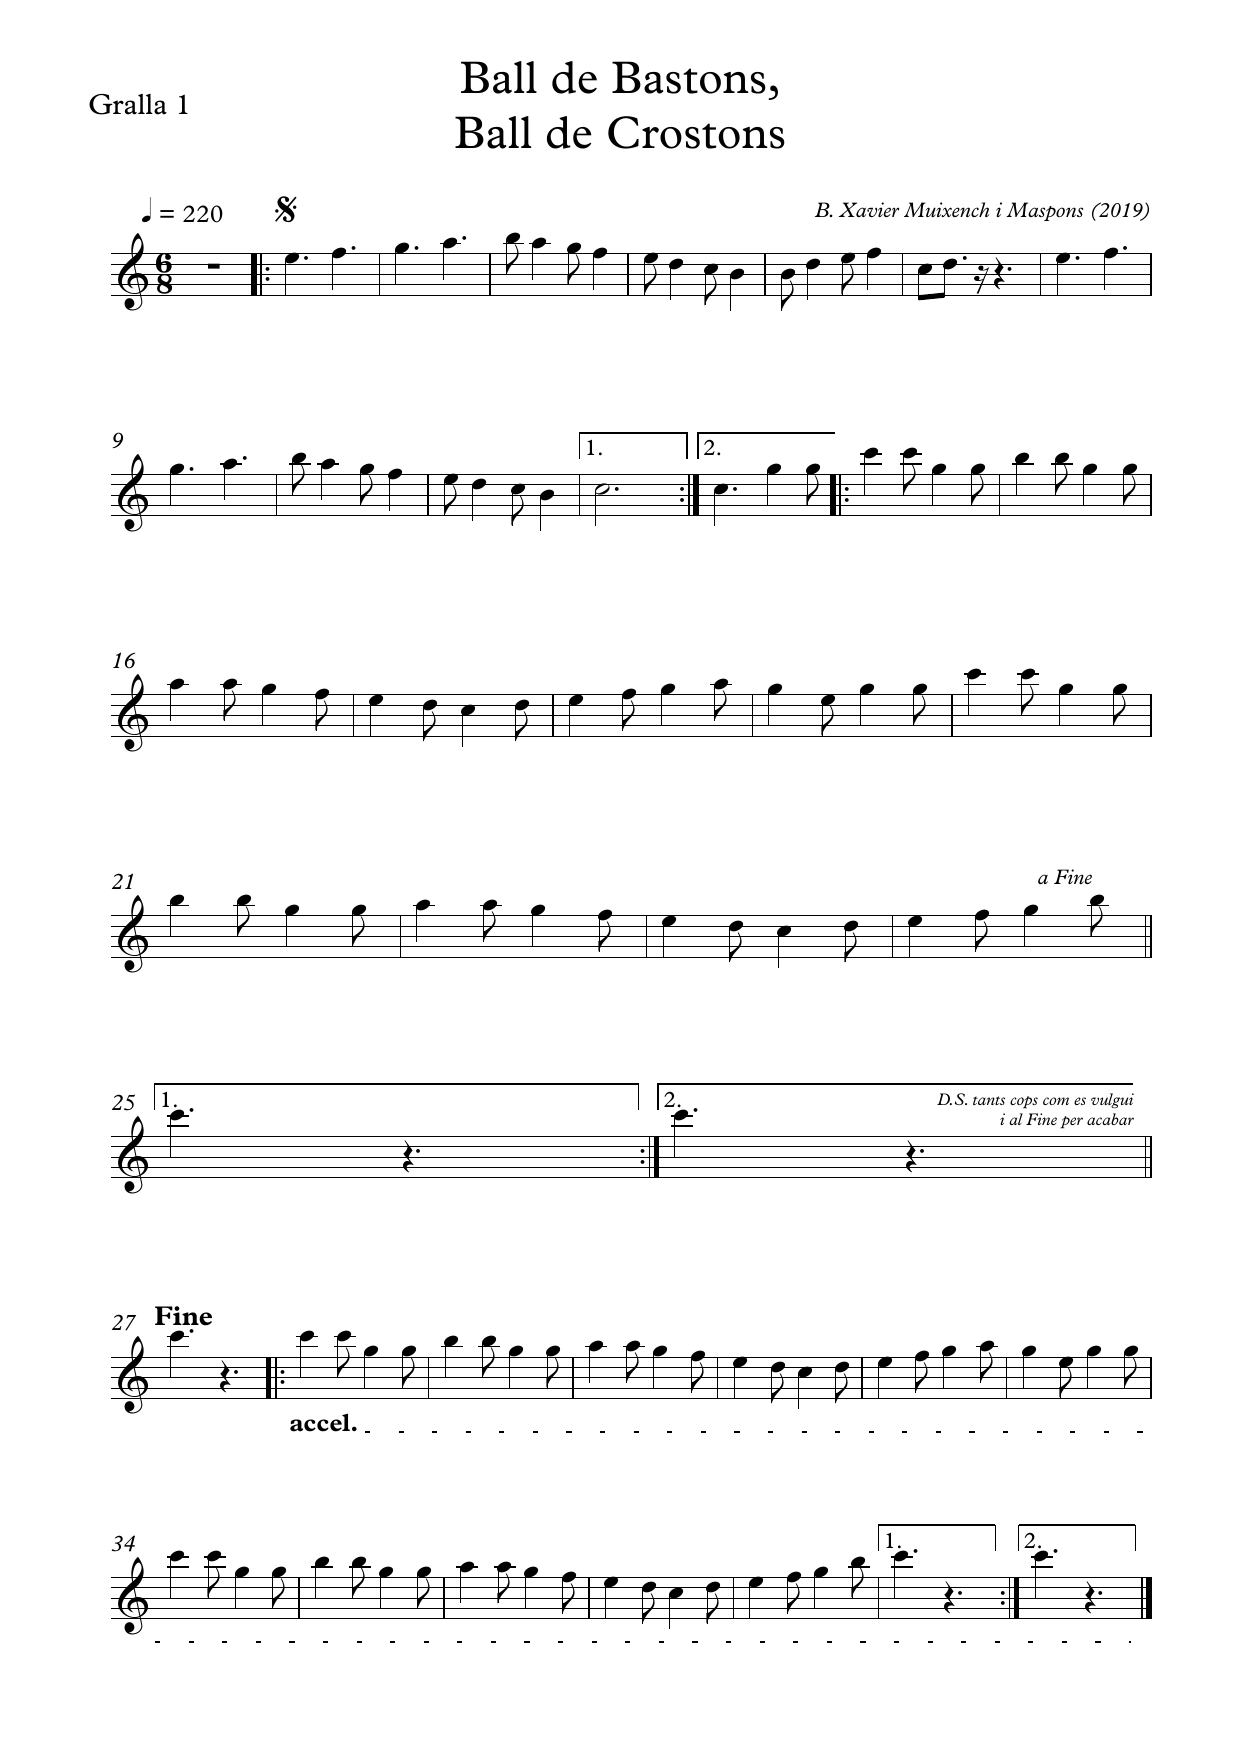 Ball de Bastons,
Ball de Crostons
Gralla 1
♩ = 220
B. Xavier Muixench i Maspons (2019)
6
8
9
1.
2.
16
21
a Fine
25
1.
2.
D.S. tants cops com es vulgui
i al Fine per acabar
27
Fine
accel.
34
1.
2.